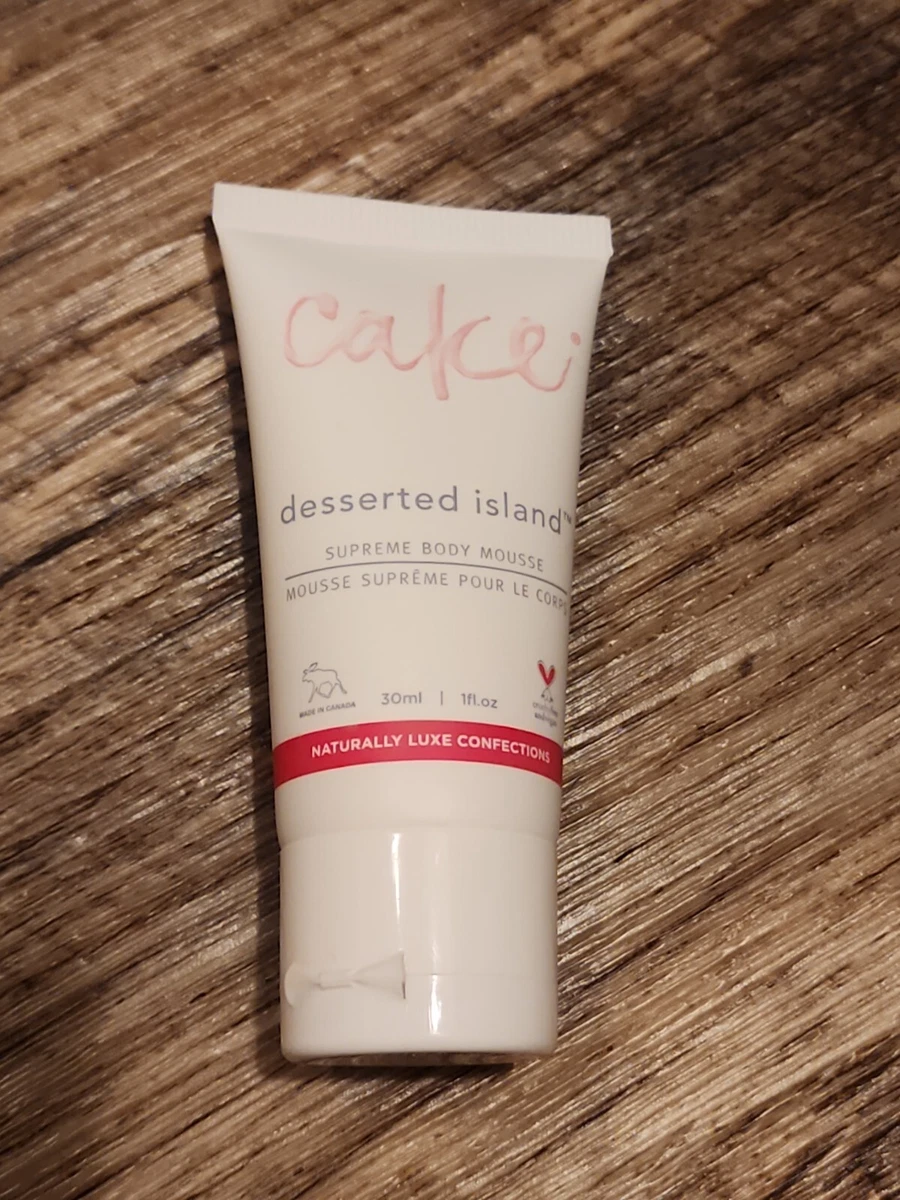 cake
desserted island™
SUPREME BODY MOUSSE
MOUSSE SUPRÊME POUR LE CORPS
MADE IN CANADA
30ml | 1fl.oz
NATURALLY LUXE CONFECTIONS